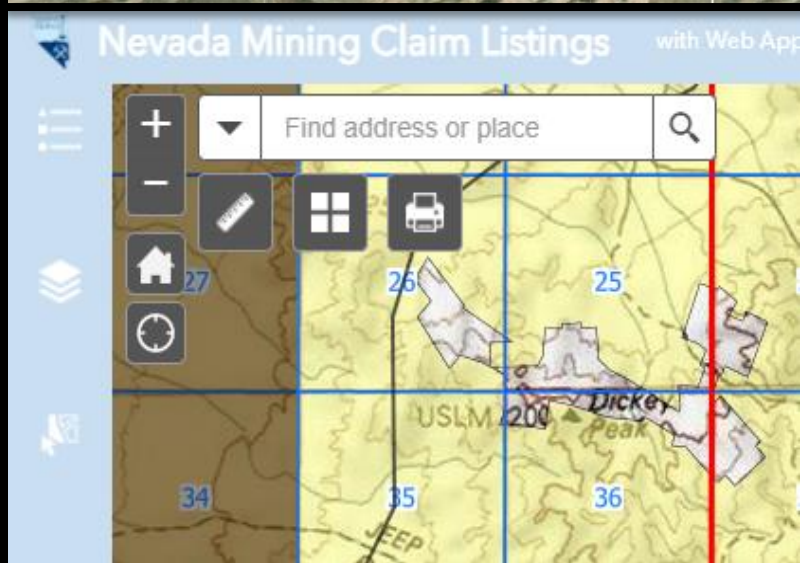 Nevada Mining Claim Listings with Web App
+
Find address or place
−
27 26 25
USLM 200 Dickey
Peak
34 35 36
JEEP